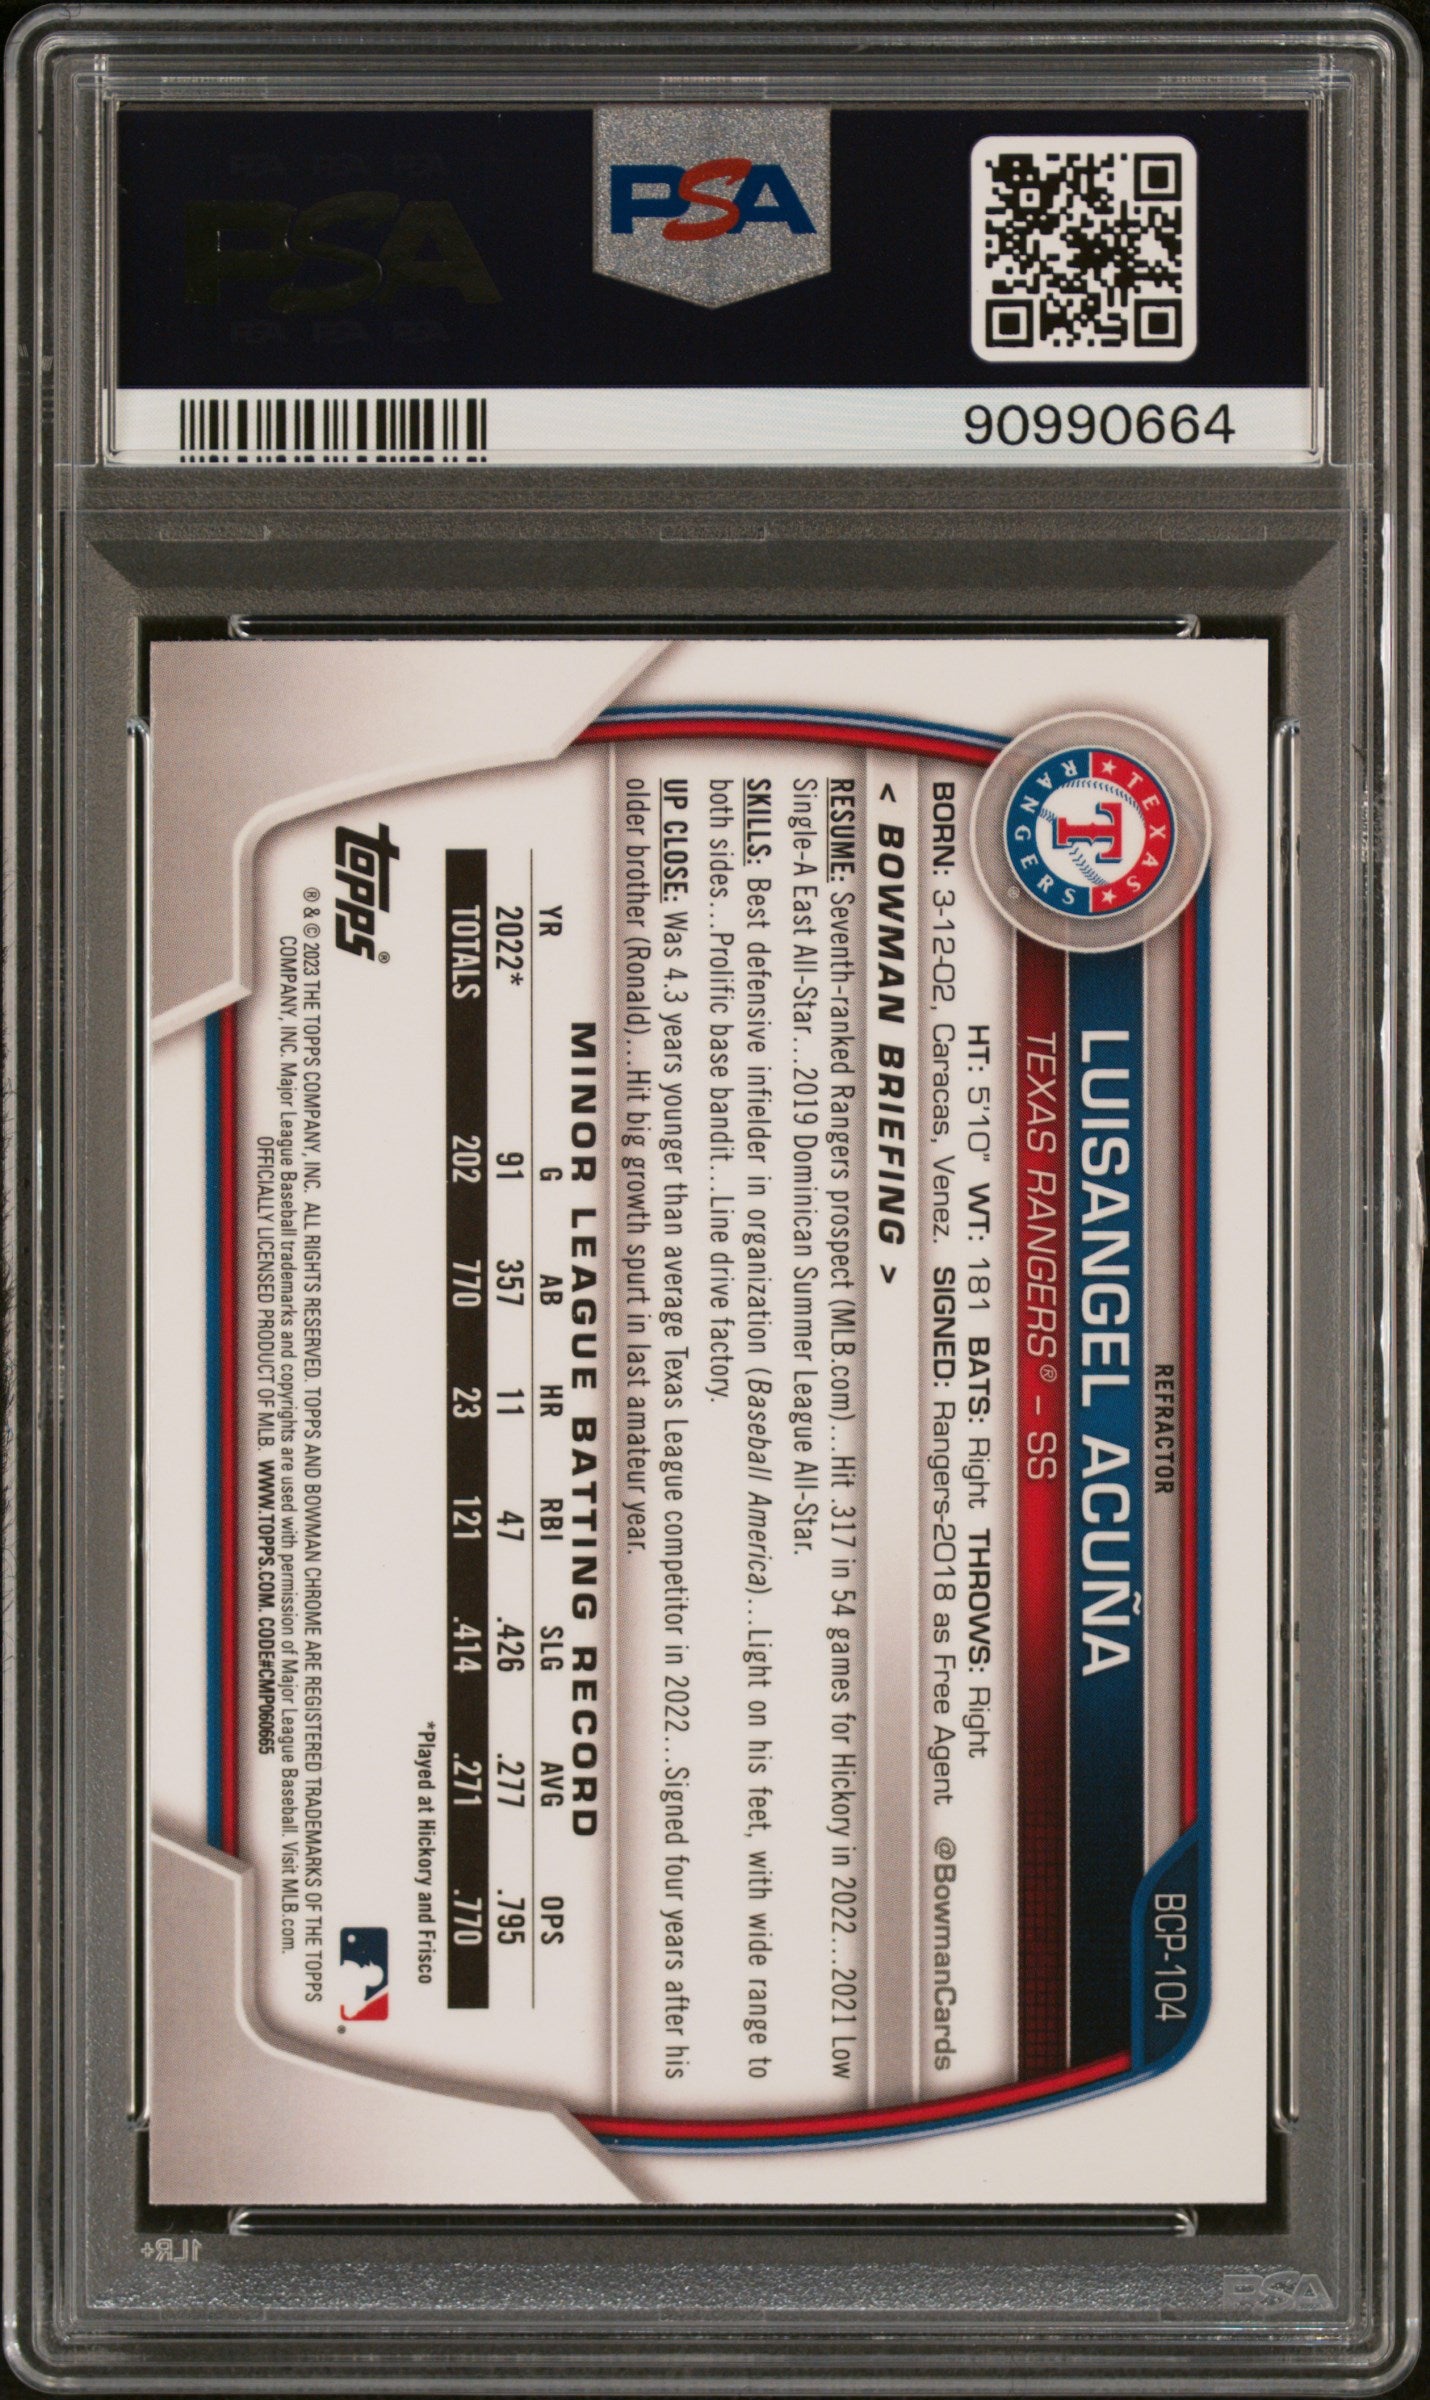 PSA
PSA
90990664
REFRACTOR
BCP-104
LUISANGEL ACUÑA
TEXAS RANGERS® – SS
TEXAS RANGERS
T
®
HT: 5'10" WT: 181 BATS: Right THROWS: Right
BORN: 3-12-02, Caracas, Venez. SIGNED: Rangers-2018 as Free Agent @BowmanCards
< BOWMAN BRIEFING >
RESUME: Seventh-ranked Rangers prospect (MLB.com)...Hit .317 in 54 games for Hickory in 2022...2021 Low
Single-A East All-Star...2019 Dominican Summer League All-Star.
SKILLS: Best defensive infielder in organization (Baseball America)...Light on his feet, with wide range to
both sides...Prolific base bandit...Line drive factory.
UP CLOSE: Was 4.3 years younger than average Texas League competitor in 2022...Signed four years after his
older brother (Ronald)...Hit big growth spurt in last amateur year.
MINOR LEAGUE BATTING RECORD
YR G AB HR RBI SLG AVG OPS
2022* 91 357 11 47 .426 .277 .795
TOTALS 202 770 23 121 .414 .271 .770
*Played at Hickory and Frisco
topps®
® & © 2023 THE TOPPS COMPANY, INC. ALL RIGHTS RESERVED. TOPPS AND BOWMAN CHROME ARE REGISTERED TRADEMARKS OF THE TOPPS
COMPANY, INC. Major League Baseball trademarks and copyrights are used with permission of Major League Baseball. Visit MLB.com.
OFFICIALLY LICENSED PRODUCT OF MLB. WWW.TOPPS.COM. CODE#CMP060665
1LR+
PSA